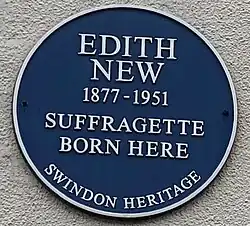 EDITH
NEW
1877-1951
SUFFRAGETTE
BORN HERE
SWINDON HERITAGE